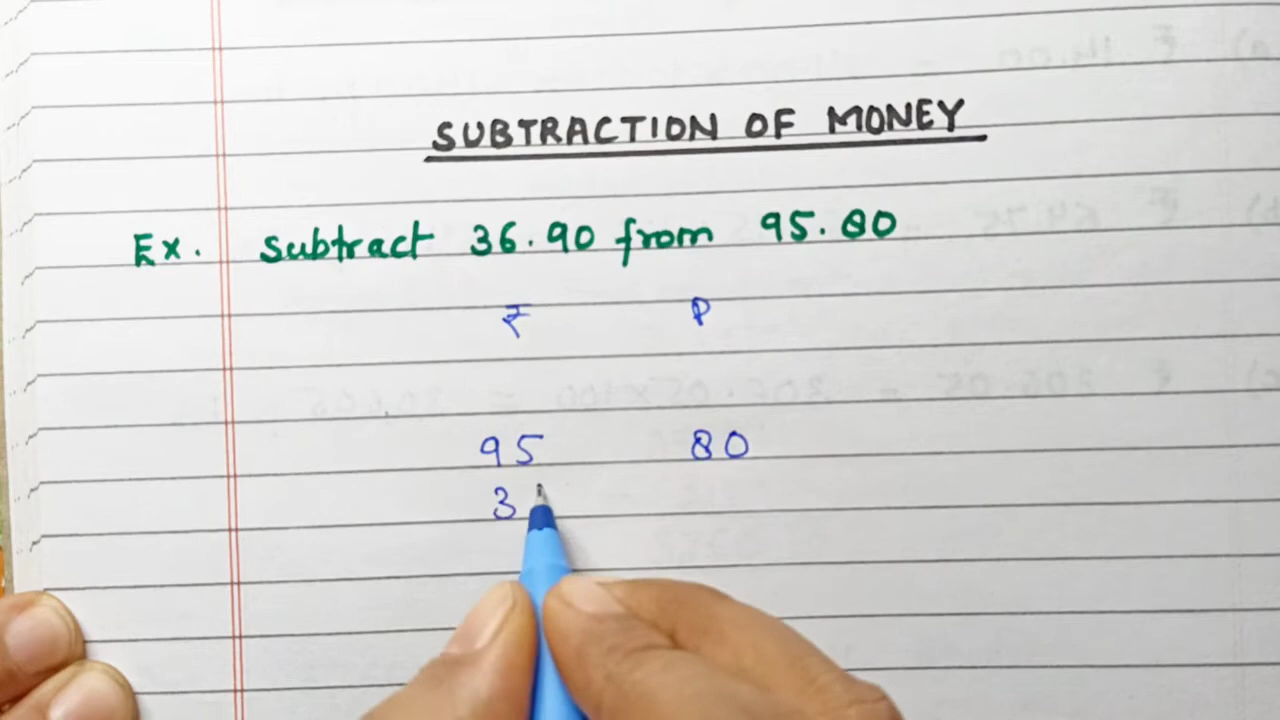 SUBTRACTION OF MONEY
Ex. Subtract 36.90 from 95.80
₹ P
95 80
3